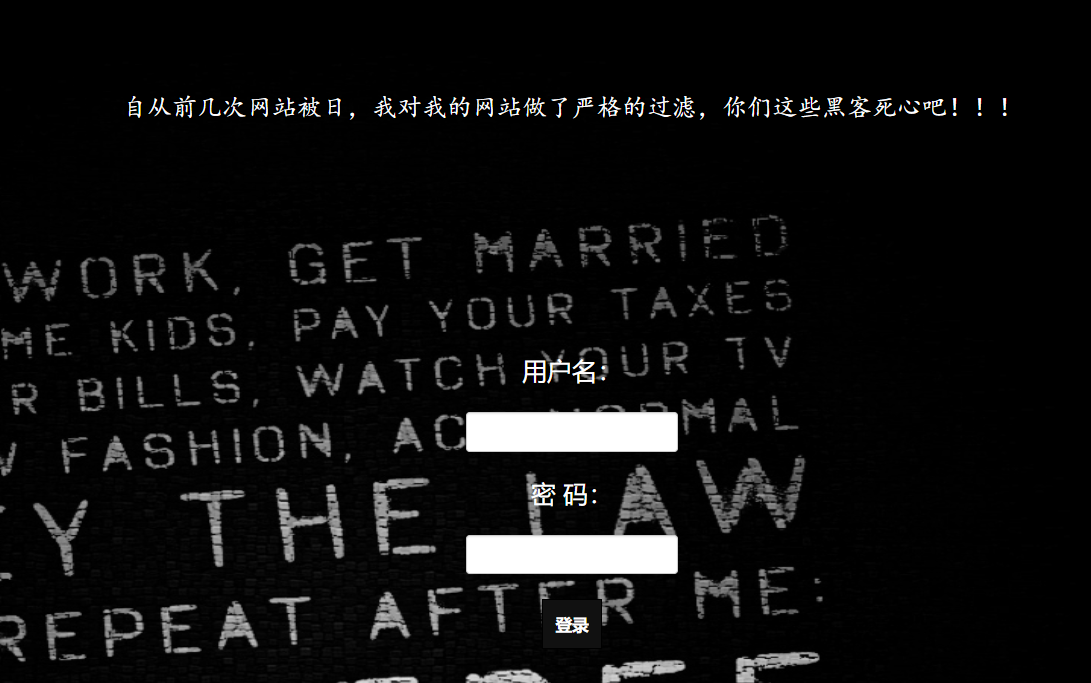 自从前几次网站被日，我对我的网站做了严格的过滤，你们这些黑客死心吧！！！
WORK, GET MARRIED
ME KIDS, PAY YOUR TAXES
R BILLS, WATCH YOUR TV
用户名：
FASHION, AC NORMAL
密 码：
Y THE LAW
REPEAT AFTER ME:
登录